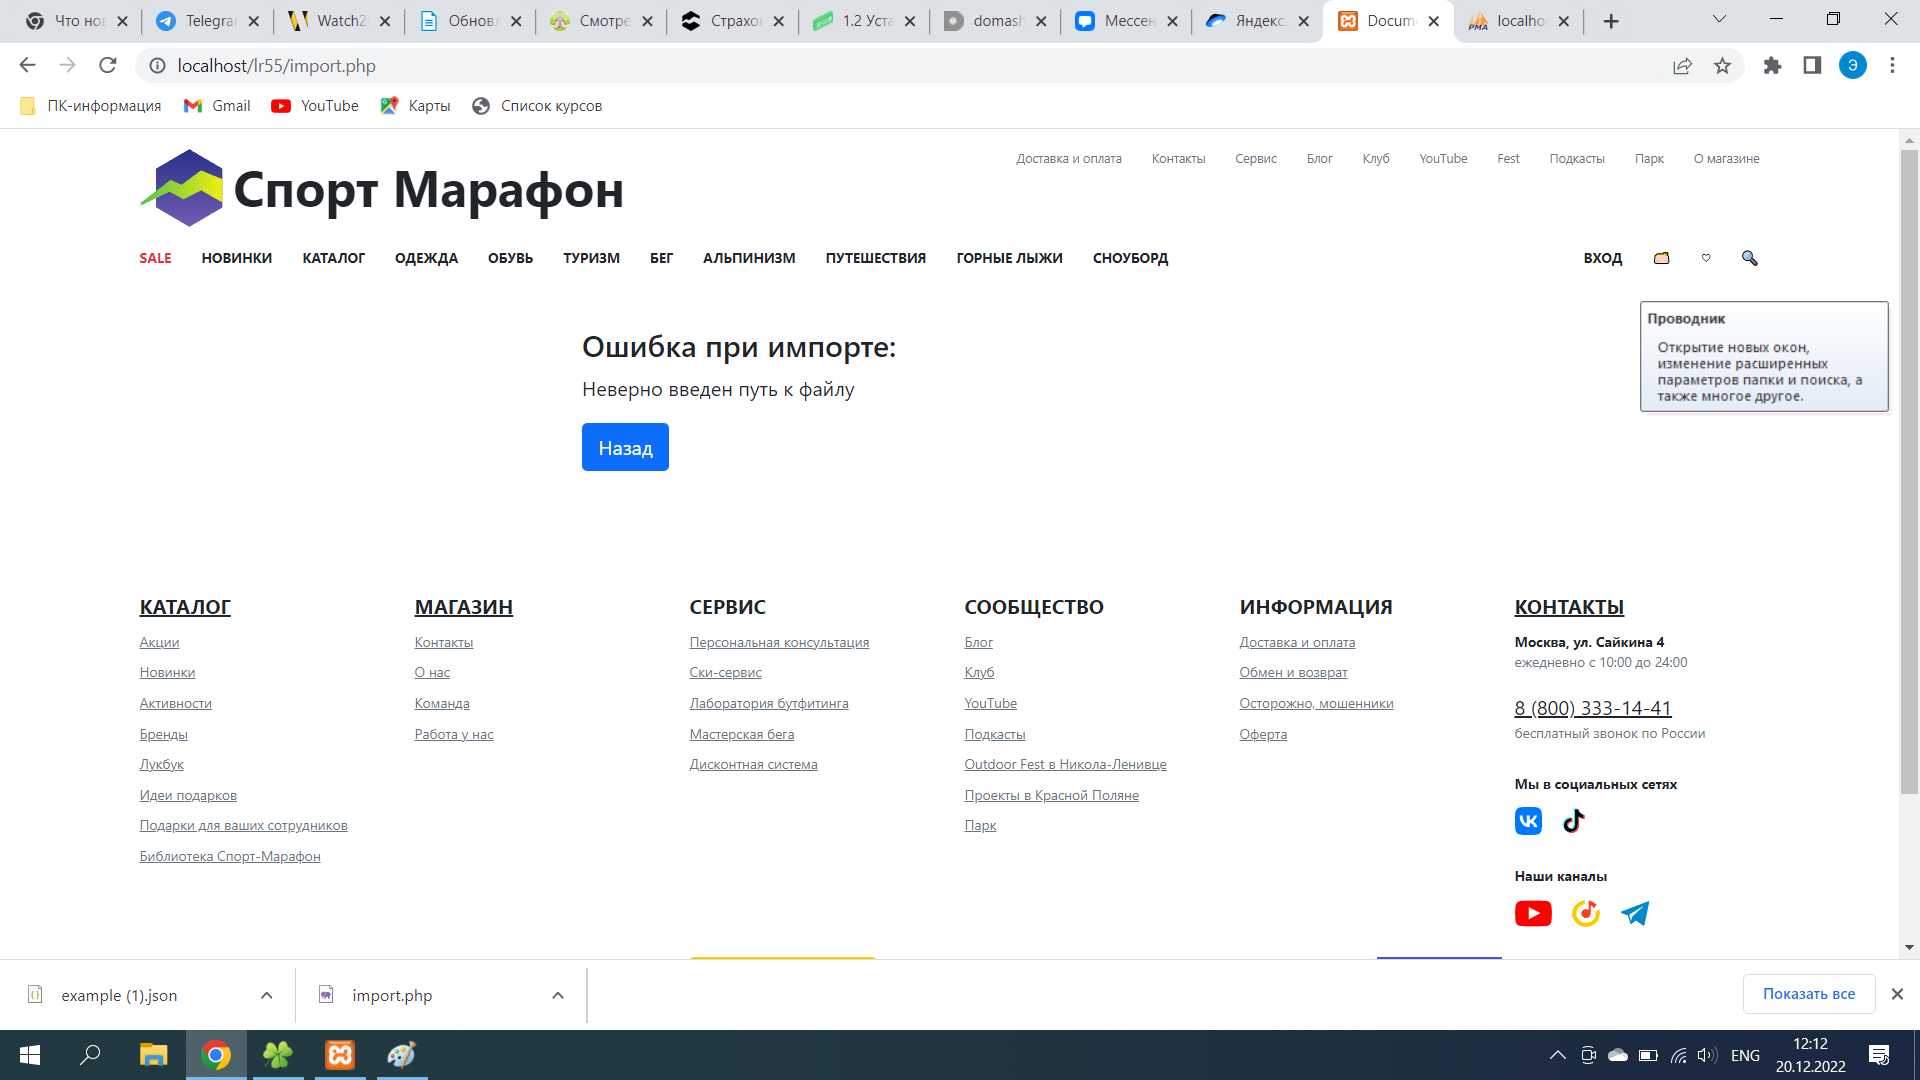 Что нов
Telegra
Watch2
Обновл
Смотре
Страхо
1.2 Уста
domash
Мессен
Яндекс
Docum
localho
localhost/lr55/import.php
Э
ПК-информация
Gmail
YouTube
Карты
Список курсов
Спорт Марафон
Доставка и оплата
Контакты
Сервис
Блог
Клуб
YouTube
Fest
Подкасты
Парк
О магазине
SALE
НОВИНКИ
КАТАЛОГ
ОДЕЖДА
ОБУВЬ
ТУРИЗМ
БЕГ
АЛЬПИНИЗМ
ПУТЕШЕСТВИЯ
ГОРНЫЕ ЛЫЖИ
СНОУБОРД
ВХОД
Проводник
Открытие новых окон,
изменение расширенных
параметров папки и поиска, а
также многое другое.
Ошибка при импорте:
Неверно введен путь к файлу
Назад
КАТАЛОГ
Акции
Новинки
Активности
Бренды
Лукбук
Идеи подарков
Подарки для ваших сотрудников
Библиотека Спорт-Марафон
МАГАЗИН
Контакты
О нас
Команда
Работа у нас
СЕРВИС
Персональная консультация
Ски-сервис
Лаборатория бутфитинга
Мастерская бега
Дисконтная система
СООБЩЕСТВО
Блог
Клуб
YouTube
Подкасты
Outdoor Fest в Никола-Ленивце
Проекты в Красной Поляне
Парк
ИНФОРМАЦИЯ
Доставка и оплата
Обмен и возврат
Осторожно, мошенники
Оферта
КОНТАКТЫ
Москва, ул. Сайкина 4
ежедневно с 10:00 до 24:00
8 (800) 333-14-41
бесплатный звонок по России
Мы в социальных сетях
Наши каналы
example (1).json
import.php
Показать все
ENG
12:12
20.12.2022